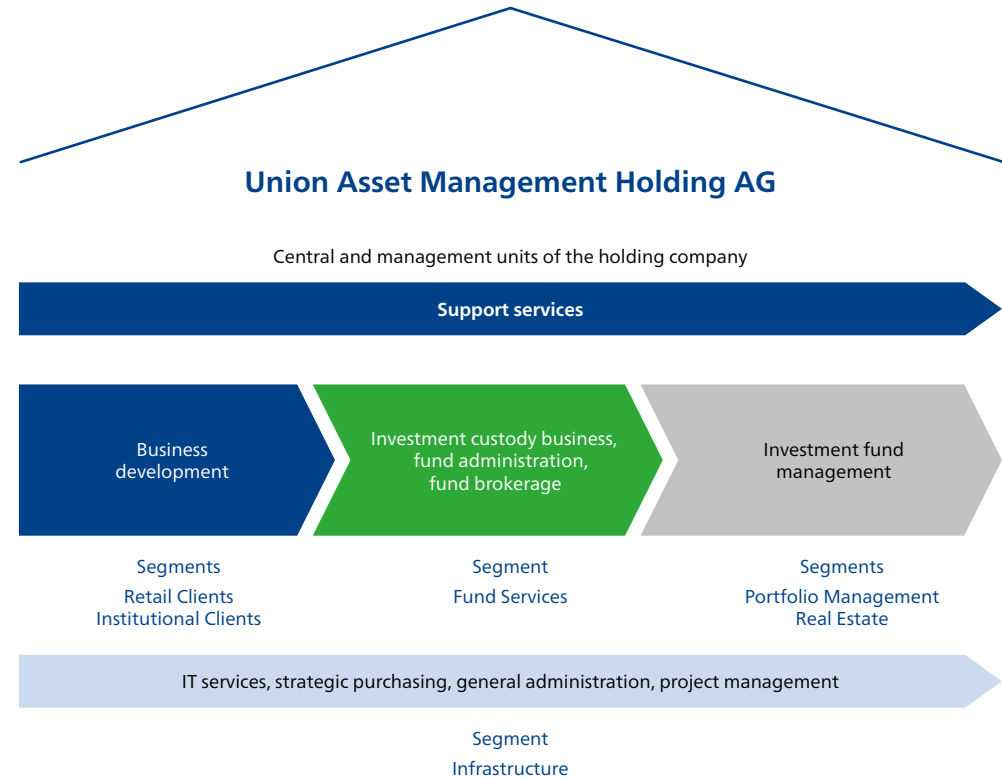 Union Asset Management Holding AG
Central and management units of the holding company
Support services
Business
development
Investment custody business,
fund administration,
fund brokerage
Investment fund
management
Segments
Retail Clients
Institutional Clients
Segment
Fund Services
Segments
Portfolio Management
Real Estate
IT services, strategic purchasing, general administration, project management
Segment
Infrastructure